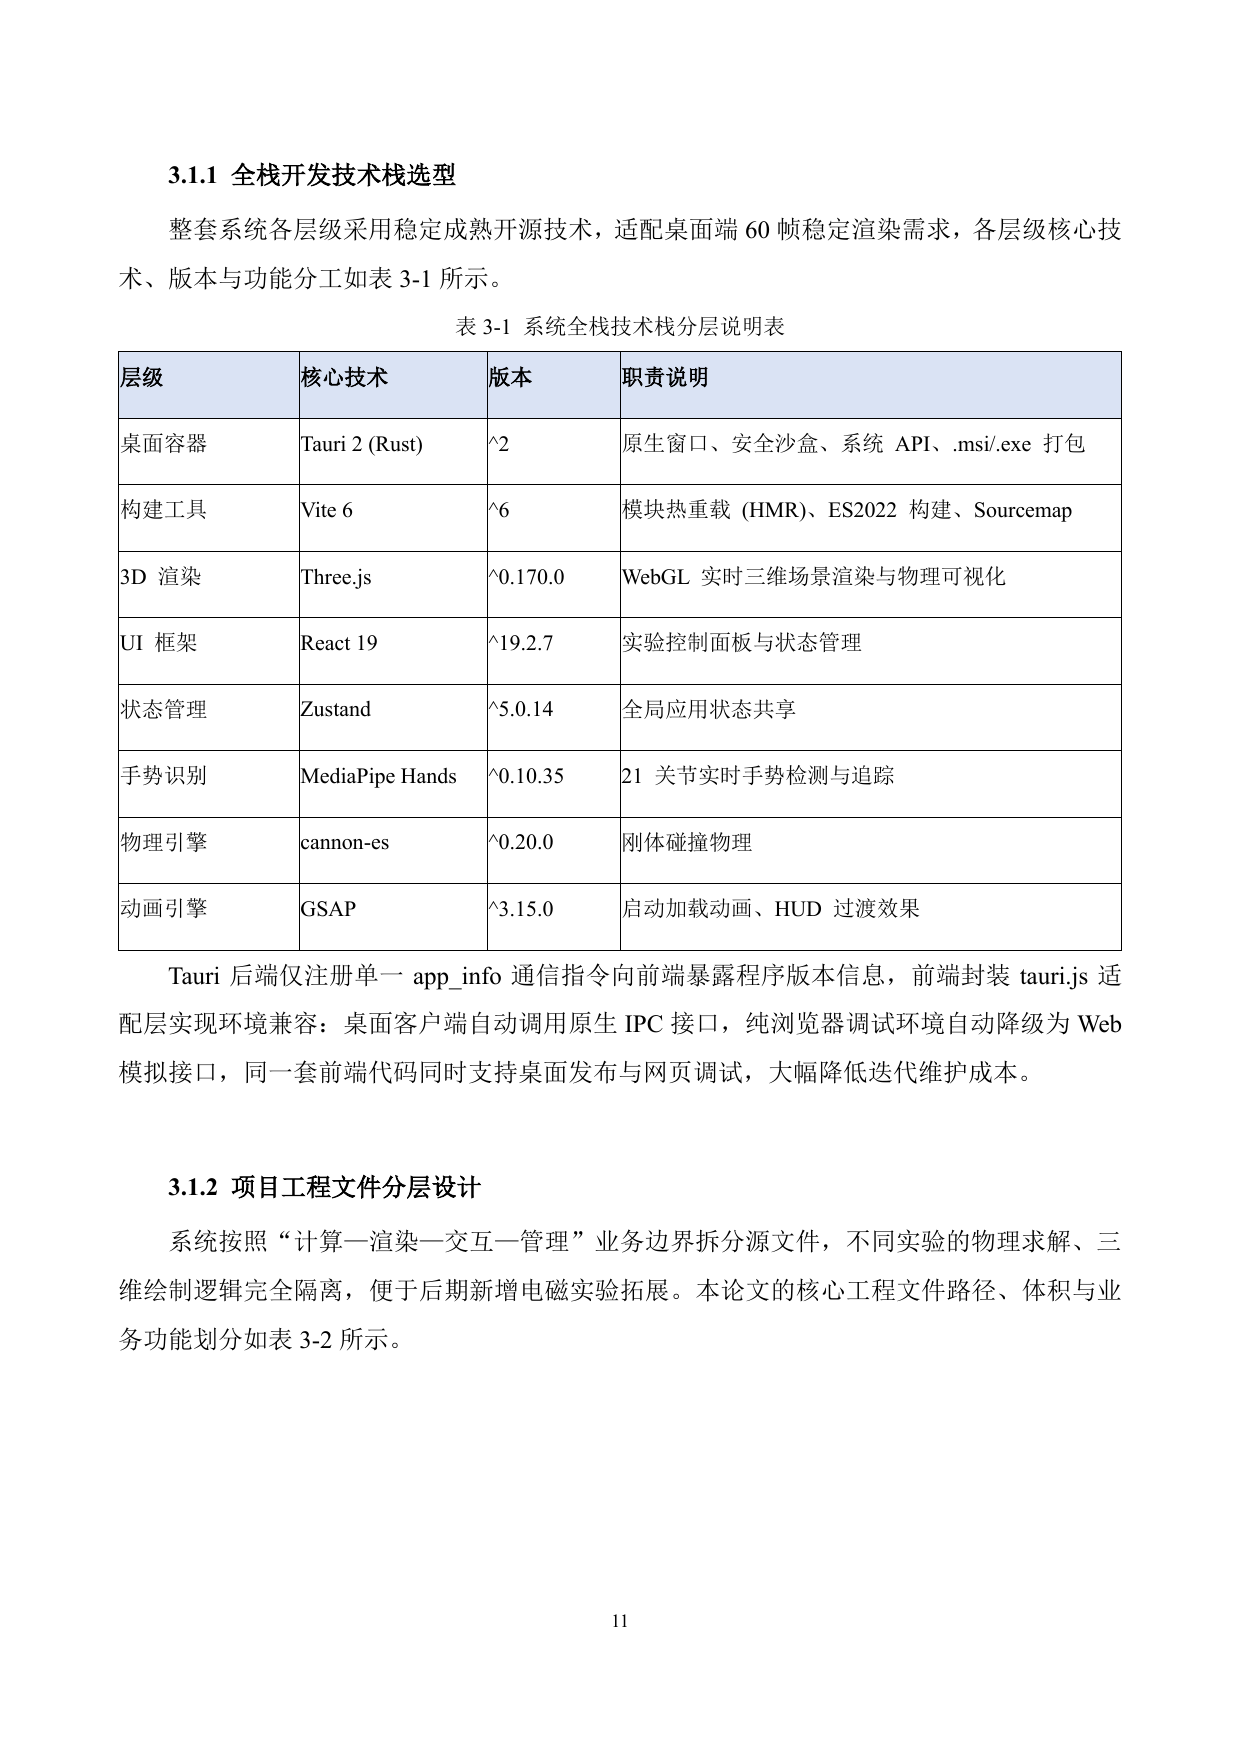 3.1.1 全栈开发技术栈选型
整套系统各层级采用稳定成熟开源技术，适配桌面端 60 帧稳定渲染需求，各层级核心技
术、版本与功能分工如表 3-1 所示。
表 3-1 系统全栈技术栈分层说明表
层级 核心技术 版本 职责说明
桌面容器 Tauri 2 (Rust) ^2 原生窗口、安全沙盒、系统 API、.msi/.exe 打包
构建工具 Vite 6 ^6 模块热重载 (HMR)、ES2022 构建、Sourcemap
3D 渲染 Three.js ^0.170.0 WebGL 实时三维场景渲染与物理可视化
UI 框架 React 19 ^19.2.7 实验控制面板与状态管理
状态管理 Zustand ^5.0.14 全局应用状态共享
手势识别 MediaPipe Hands ^0.10.35 21 关节实时手势检测与追踪
物理引擎 cannon-es ^0.20.0 刚体碰撞物理
动画引擎 GSAP ^3.15.0 启动加载动画、HUD 过渡效果
Tauri 后端仅注册单一 app_info 通信指令向前端暴露程序版本信息，前端封装 tauri.js 适
配层实现环境兼容：桌面客户端自动调用原生 IPC 接口，纯浏览器调试环境自动降级为 Web
模拟接口，同一套前端代码同时支持桌面发布与网页调试，大幅降低迭代维护成本。
3.1.2 项目工程文件分层设计
系统按照“计算—渲染—交互—管理”业务边界拆分源文件，不同实验的物理求解、三
维绘制逻辑完全隔离，便于后期新增电磁实验拓展。本论文的核心工程文件路径、体积与业
务功能划分如表 3-2 所示。
11